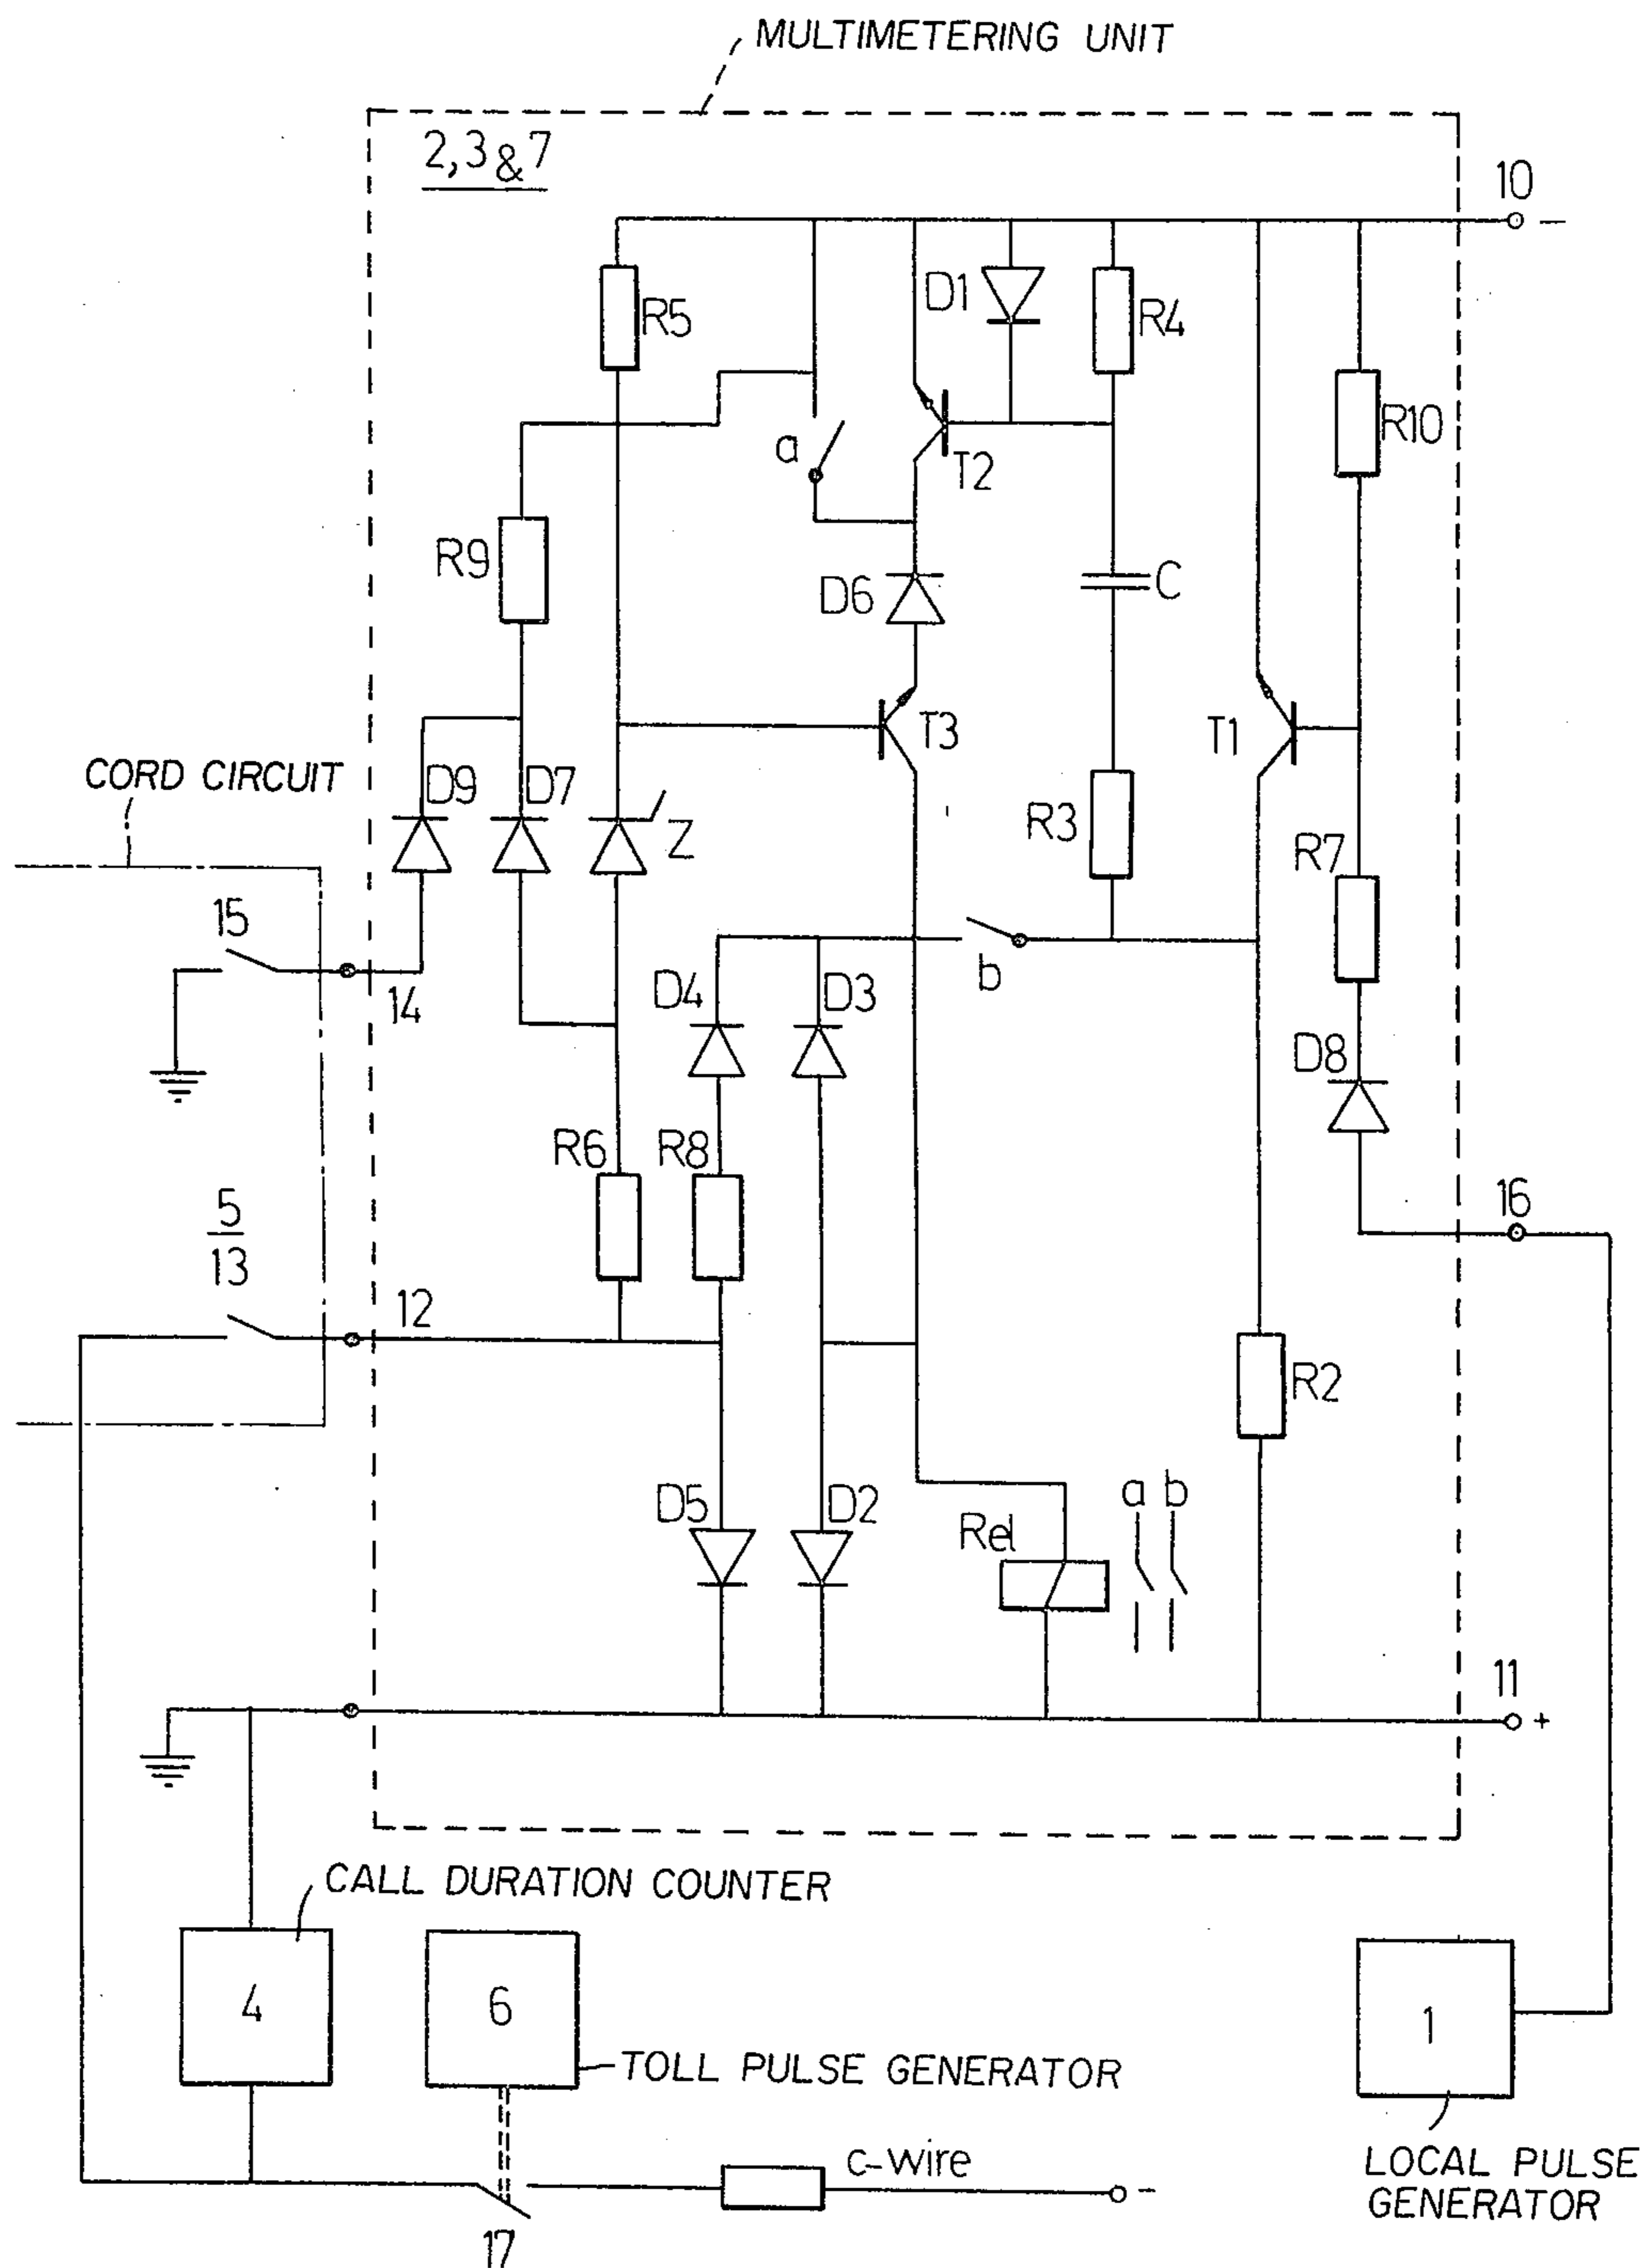 MULTIMETERING UNIT
2,3 & 7
10
−
D1
R5
R4
R10
a
T2
R9
D6
C
T3
T1
CORD CIRCUIT
D9
D7
Z
R3
R7
15
b
14
D4
D3
D8
R6
R8
16
5
13
12
R2
D5
D2
Rel
a b
11
+
CALL DURATION COUNTER
4
6
1
TOLL PULSE GENERATOR
c-wire
−
LOCAL PULSE
GENERATOR
17